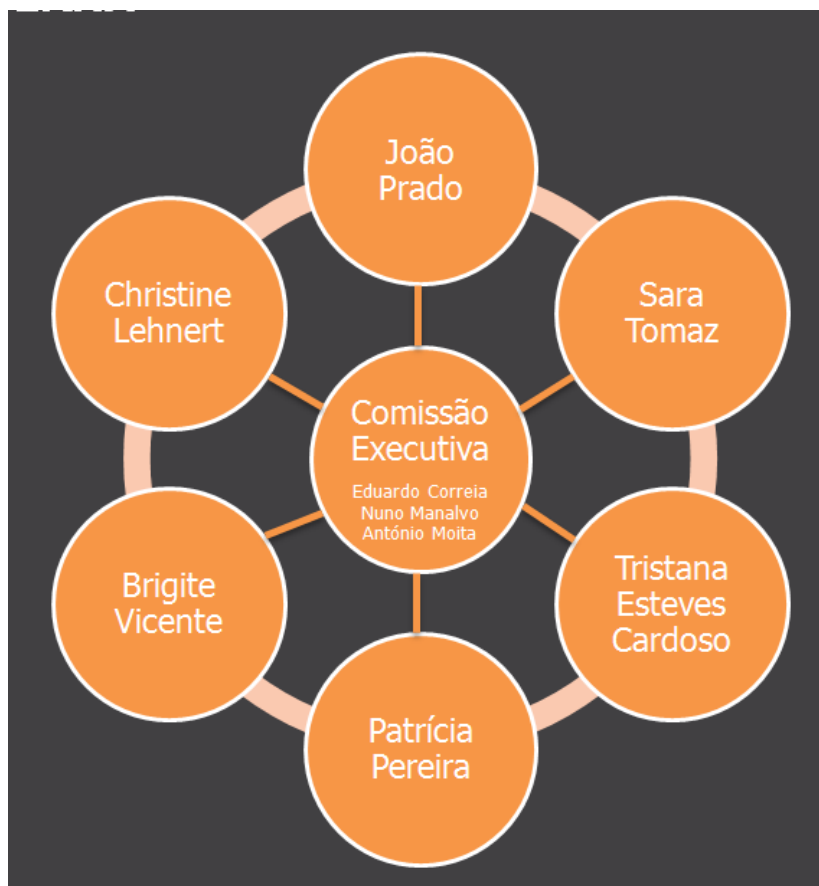 João
Prado
Sara
Tomaz
Tristana
Esteves
Cardoso
Patrícia
Pereira
Brigite
Vicente
Christine
Lehnert
Comissão
Executiva
Eduardo Correia
Nuno Manalvo
António Moita